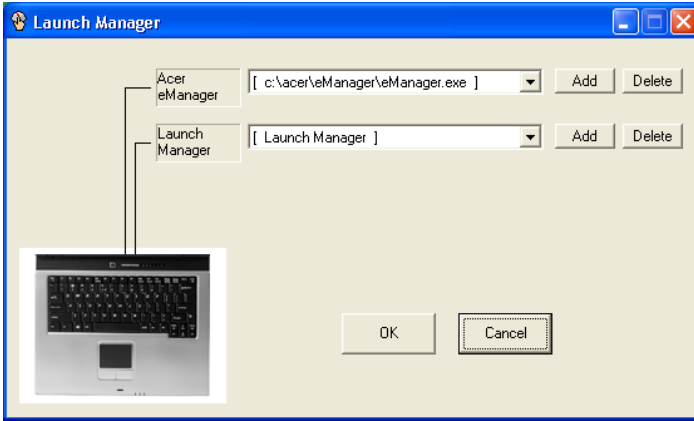 Launch Manager
Acer
eManager
[ c:\acer\eManager\eManager.exe ]
Add
Delete
Launch
Manager
[ Launch Manager ]
Add
Delete
OK
Cancel